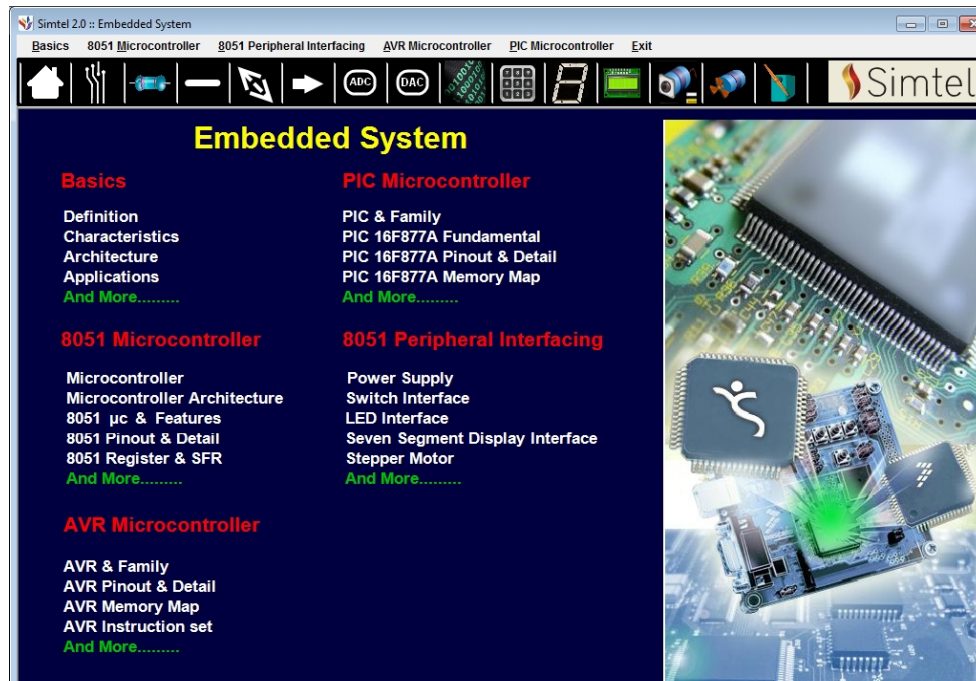 Simtel 2.0 :: Embedded System
Basics 8051 Microcontroller 8051 Peripheral Interfacing AVR Microcontroller PIC Microcontroller Exit
ADC DAC Simtel
Embedded System
Basics
Definition
Characteristics
Architecture
Applications
And More.........
PIC Microcontroller
PIC & Family
PIC 16F877A Fundamental
PIC 16F877A Pinout & Detail
PIC 16F877A Memory Map
And More.........
8051 Microcontroller
Microcontroller
Microcontroller Architecture
8051 µc & Features
8051 Pinout & Detail
8051 Register & SFR
And More.........
8051 Peripheral Interfacing
Power Supply
Switch Interface
LED Interface
Seven Segment Display Interface
Stepper Motor
And More.........
AVR Microcontroller
AVR & Family
AVR Pinout & Detail
AVR Memory Map
AVR Instruction set
And More.........